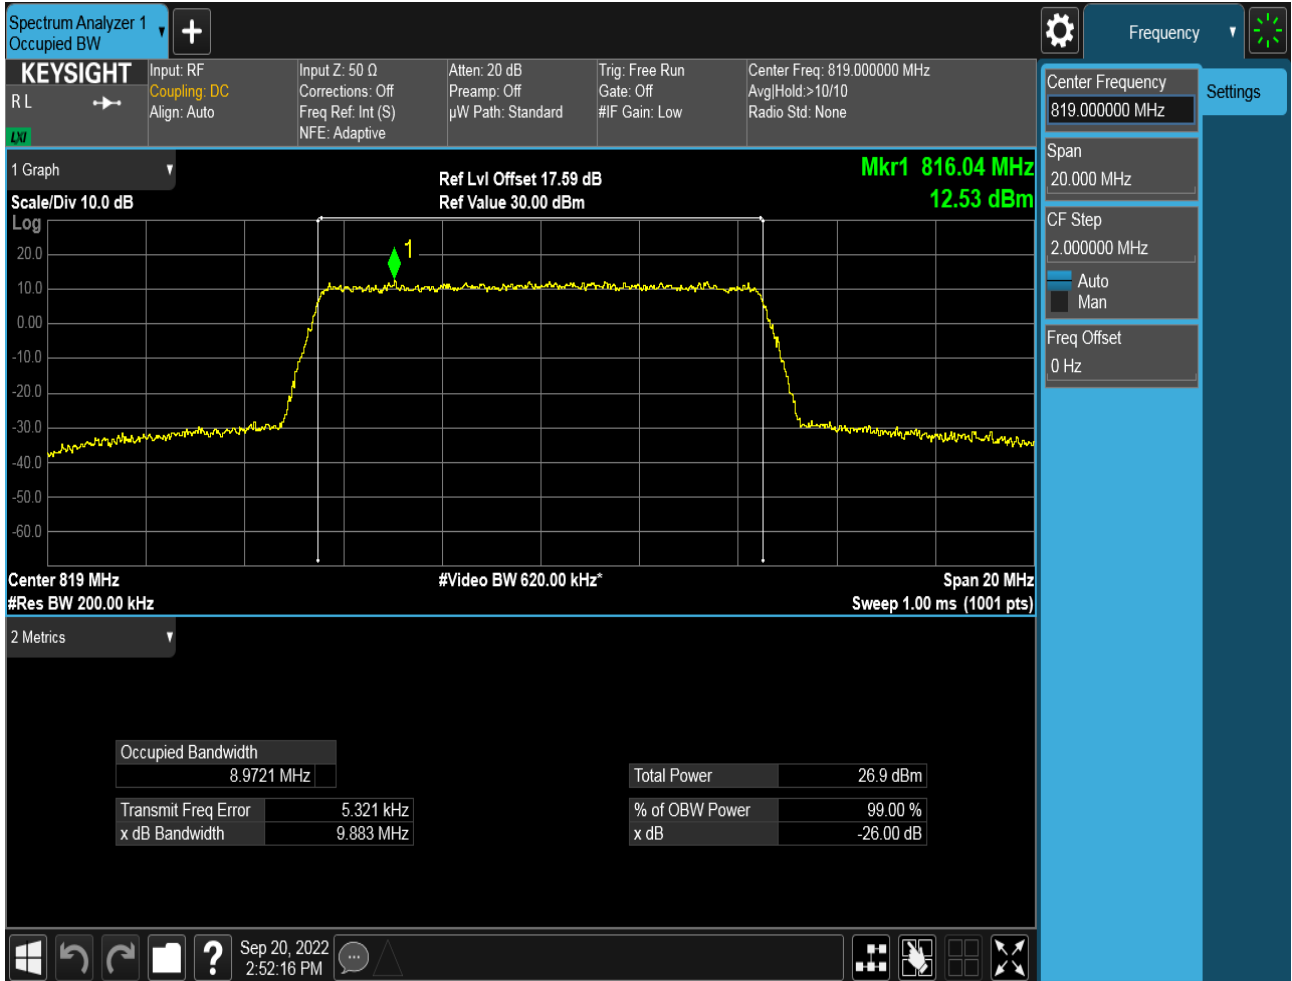 Spectrum Analyzer 1
Occupied BW
Frequency
KEYSIGHT
R L
LXI
Input: RF
Coupling: DC
Align: Auto
Input Z: 50 Ω
Corrections: Off
Freq Ref: Int (S)
NFE: Adaptive
Atten: 20 dB
Preamp: Off
µW Path: Standard
Trig: Free Run
Gate: Off
#IF Gain: Low
Center Freq: 819.000000 MHz
Avg|Hold:>10/10
Radio Std: None
Center Frequency
819.000000 MHz
Settings
Span
20.000 MHz
CF Step
2.000000 MHz
Auto
Man
Freq Offset
0 Hz
1 Graph
Scale/Div 10.0 dB
Ref Lvl Offset 17.59 dB
Ref Value 30.00 dBm
Mkr1 816.04 MHz
12.53 dBm
Log
1
20.0
10.0
0.00
-10.0
-20.0
-30.0
-40.0
-50.0
-60.0
Center 819 MHz
#Video BW 620.00 kHz*
Span 20 MHz
#Res BW 200.00 kHz
Sweep 1.00 ms (1001 pts)
2 Metrics
Occupied Bandwidth
8.9721 MHz
Total Power 26.9 dBm
Transmit Freq Error 5.321 kHz
% of OBW Power 99.00 %
x dB Bandwidth 9.883 MHz
x dB -26.00 dB
?
Sep 20, 2022
2:52:16 PM